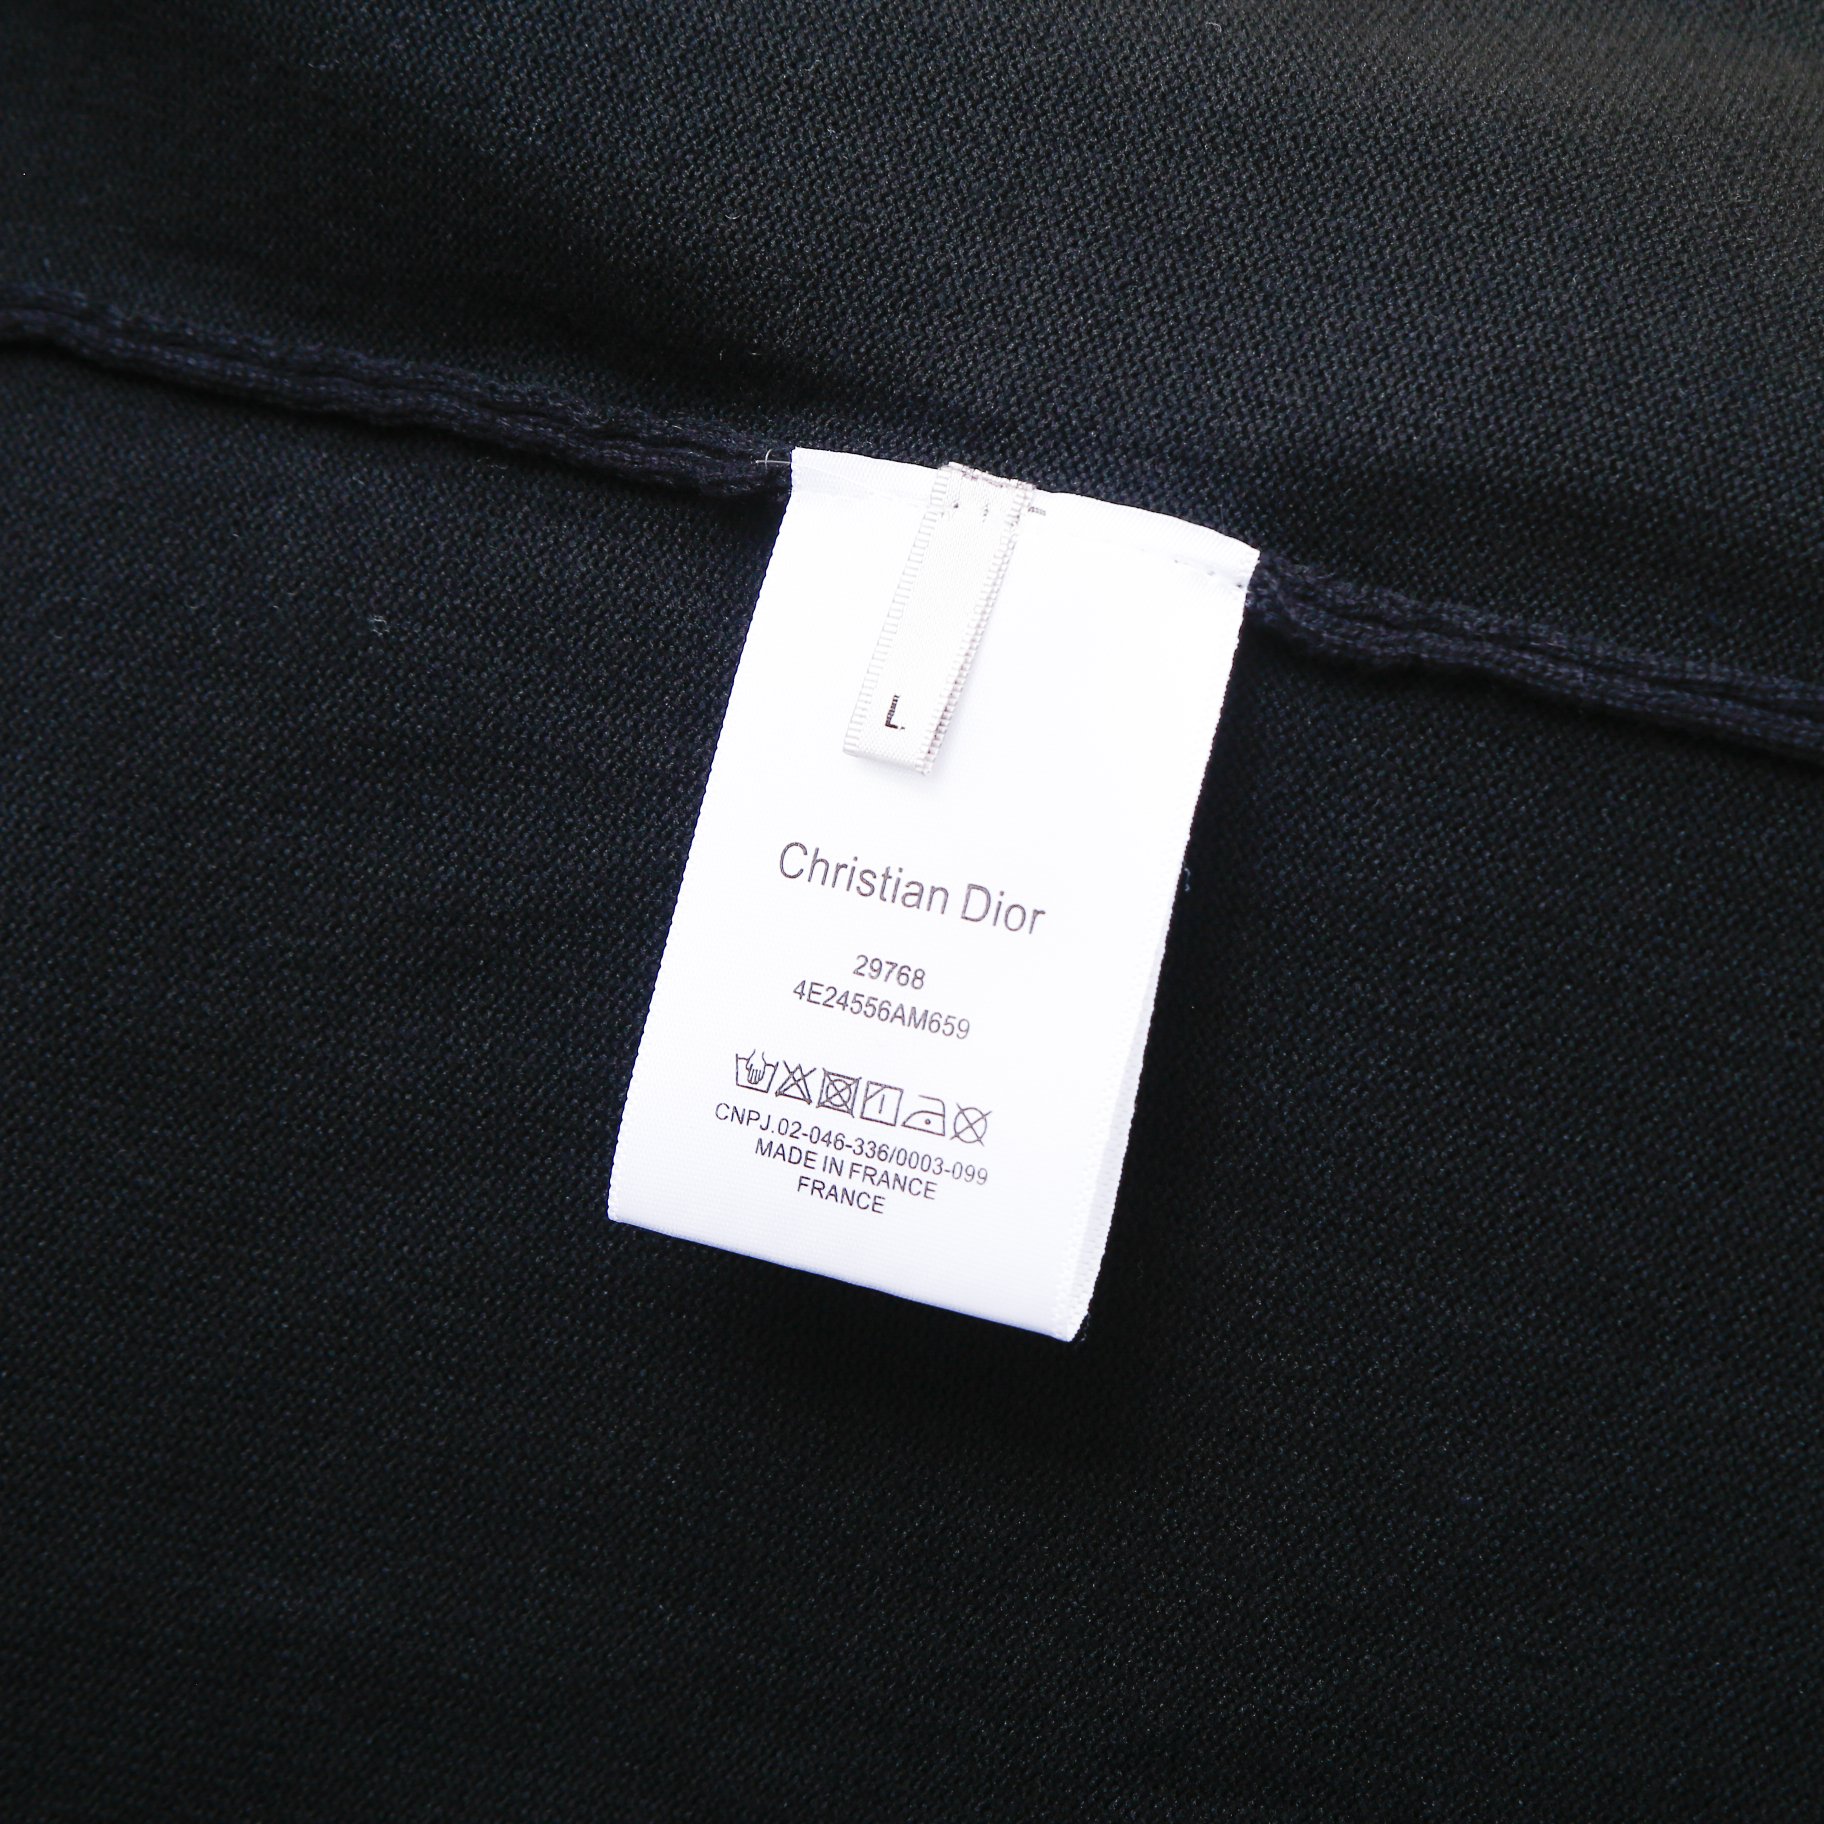 L
Christian Dior
29768
4E24556AM659
CNPJ.02-046-336/0003-099
MADE IN FRANCE
FRANCE